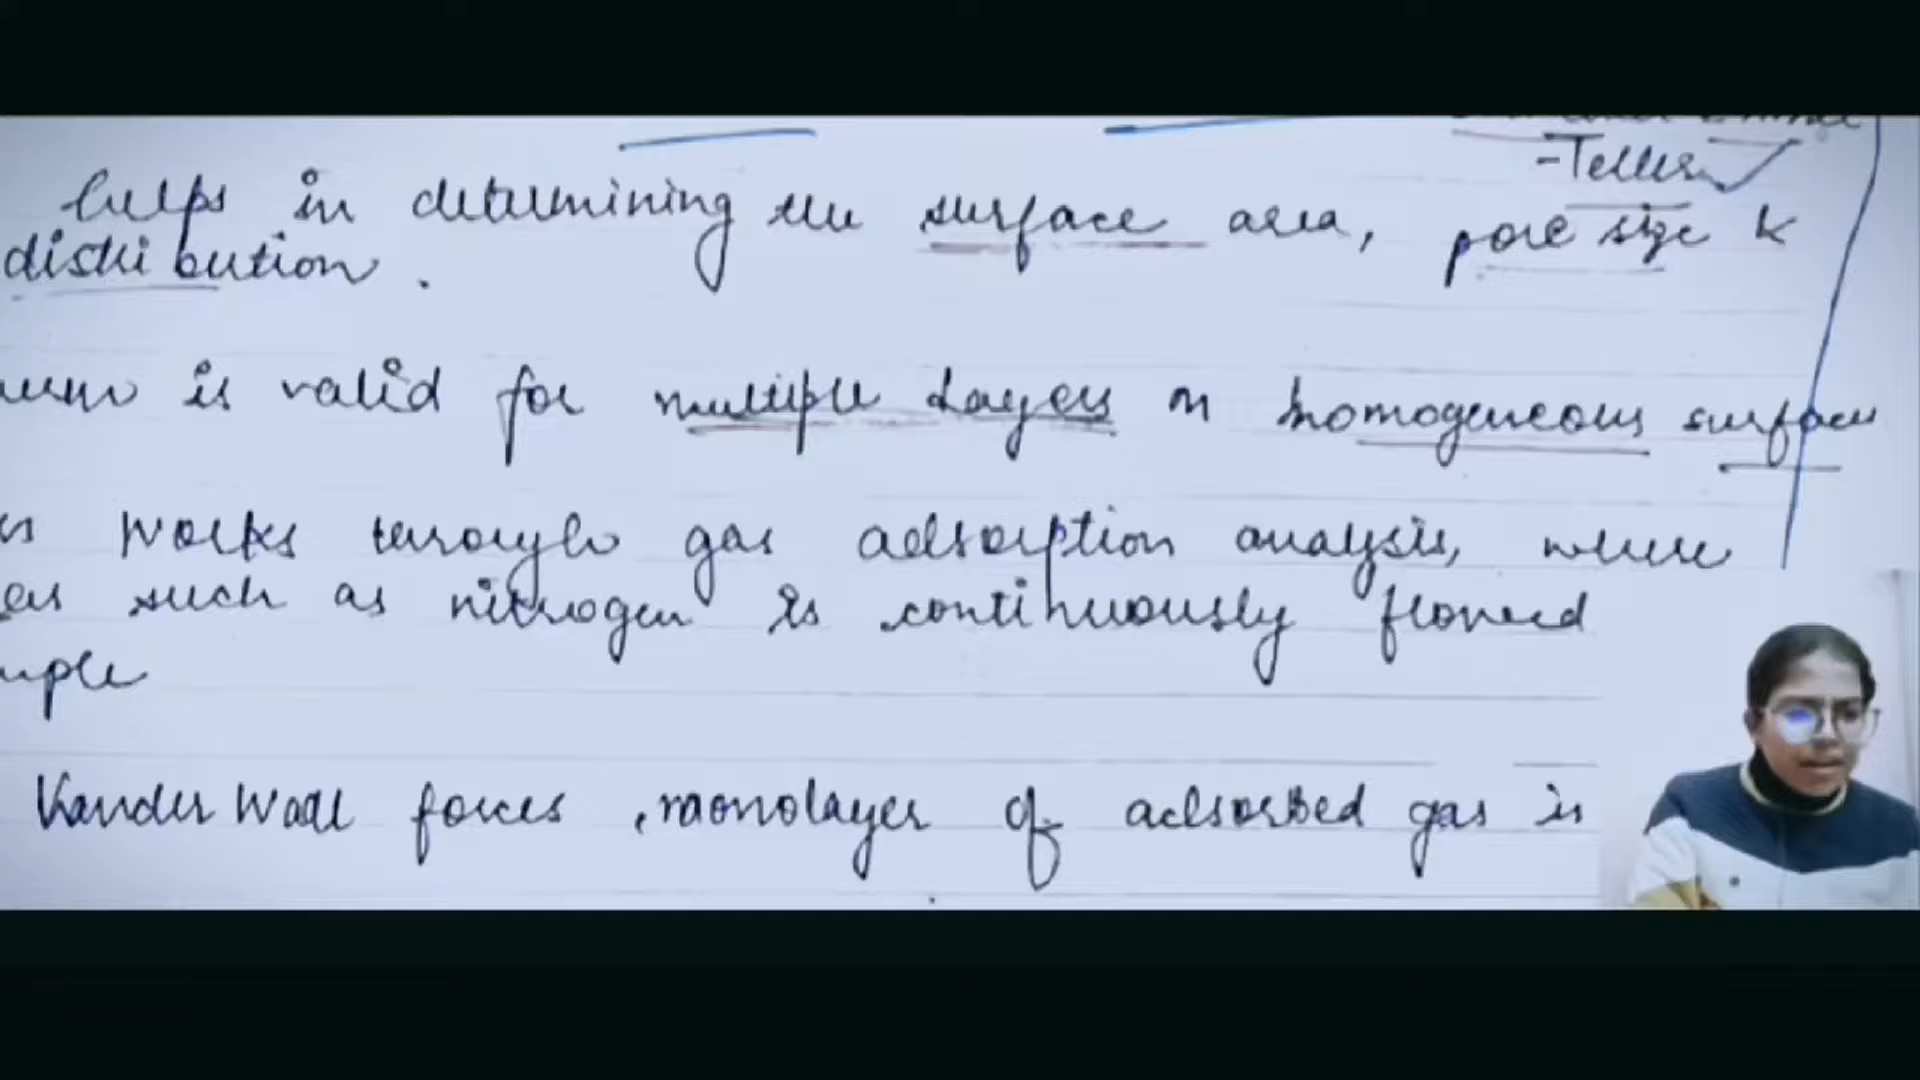 -Teller
helps in determining the surface area, pore size &
distribution.
is valid for multiple layers on homogeneous surface
works through gas adsorption analysis, where
such as nitrogen is continuously flowed
Vander Wall forces, monolayer of adsorbed gas is